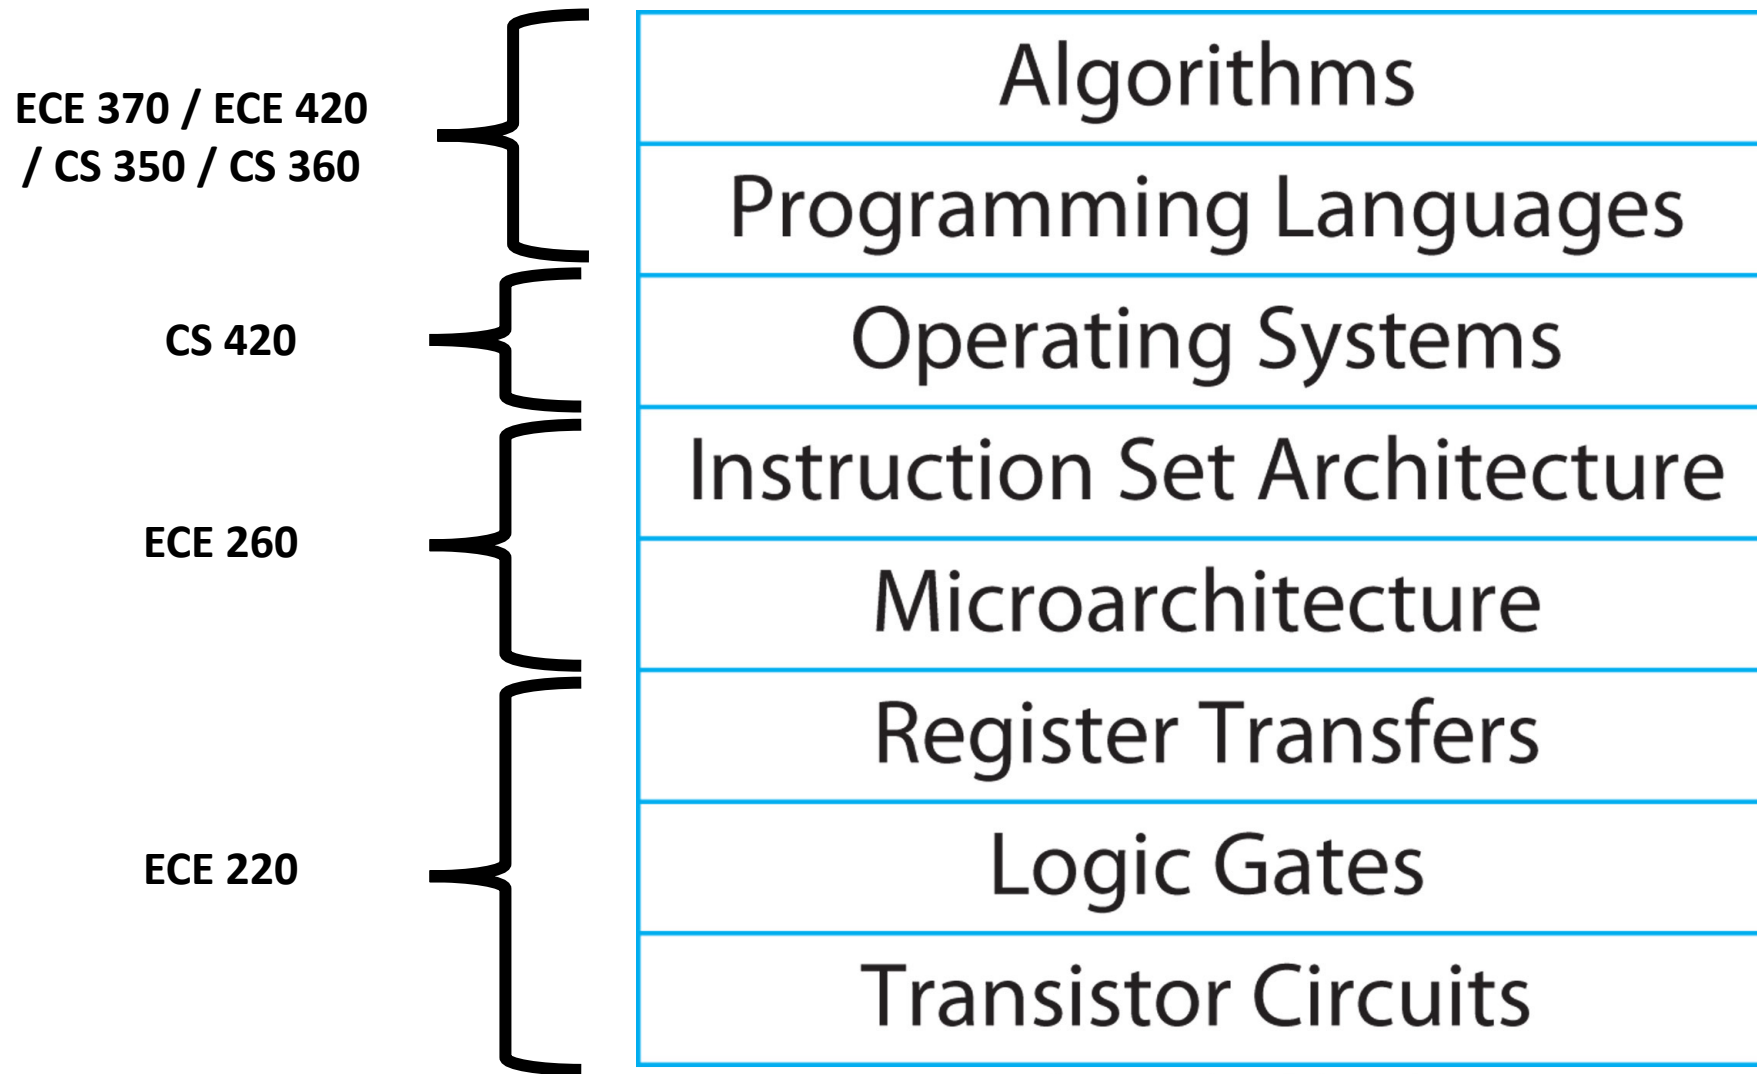 ECE 370 / ECE 420
/ CS 350 / CS 360
Algorithms
Programming Languages
CS 420
Operating Systems
ECE 260
Instruction Set Architecture
Microarchitecture
ECE 220
Register Transfers
Logic Gates
Transistor Circuits